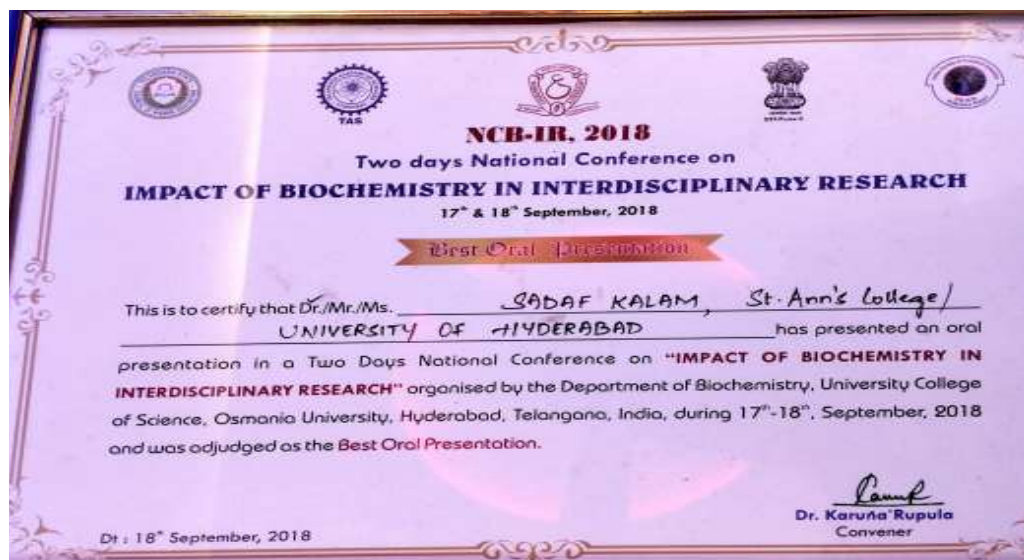 TAS
NCB-IR, 2018
Two days National Conference on
IMPACT OF BIOCHEMISTRY IN INTERDISCIPLINARY RESEARCH
17th & 18th September, 2018
Best Oral Presentation
This is to certify that Dr./Mr./Ms. SADAF KALAM, St. Ann's College/
UNIVERSITY OF HYDERABAD has presented an oral
presentation in a Two Days National Conference on "IMPACT OF BIOCHEMISTRY IN
INTERDISCIPLINARY RESEARCH" organised by the Department of Biochemistry, University College
of Science, Osmania University, Hyderabad, Telangana, India, during 17th-18th, September, 2018
and was adjudged as the Best Oral Presentation.
Dr. Karuna Rupula
Convener
Dt : 18th September, 2018